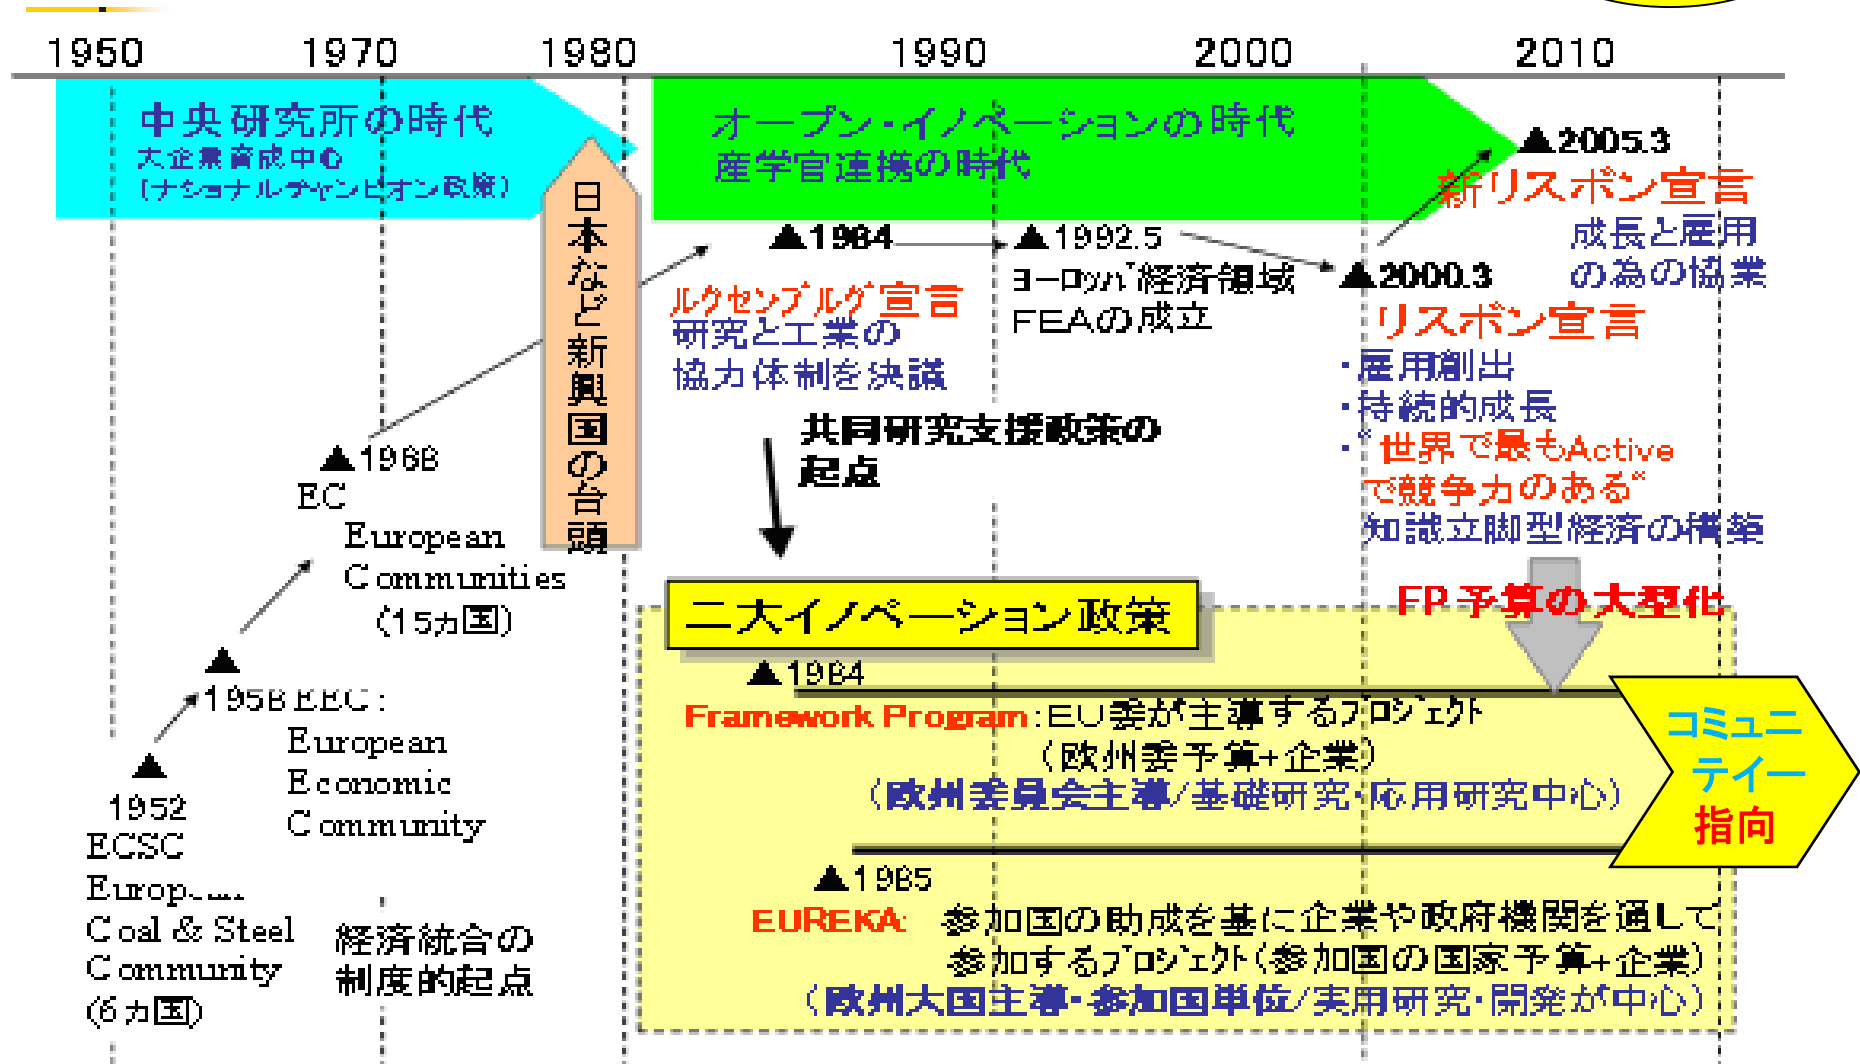 1960 1970 1980 1990 2000 2010
中央研究所の時代
大企業育成中心
(ナショナルチャンピオン政策)
オープン・イノベーションの時代
産学官連携の時代
日本など新興国の台頭
▲2005.3
新リスボン宣言
成長と雇用
の為の協業
▲1984
ルクセンブルグ宣言
研究と工業の
協力体制を決議
▲1992.5
ヨーロッパ経済領域
FEAの成立
▲2000.3
リスボン宣言
・雇用創出
・持続的成長
・“世界で最もActive
で競争力のある”
知識立脚型経済の構築
共同研究支援政策の
起点
▲1968
EC
European
Communities
(15カ国)
▲
1958 EEC:
European
Economic
Community
▲
1952
ECSC
Coal & Steel
Community
(6カ国)
経済統合の
制度的起点
FP予算の大型化
二大イノベーション政策
▲1984
Framework Program:EU委が主導するプロジェクト
(欧州委予算+企業)
(欧州委員会主導/基礎研究・応用研究中心)
▲1985
EUREKA: 参加国の助成を基に企業や政府機関を通して
参加するプロジェクト(参加国の国家予算+企業)
(欧州大国主導・参加国単位/実用研究・開発が中心)
コミュニ
テイー
指向